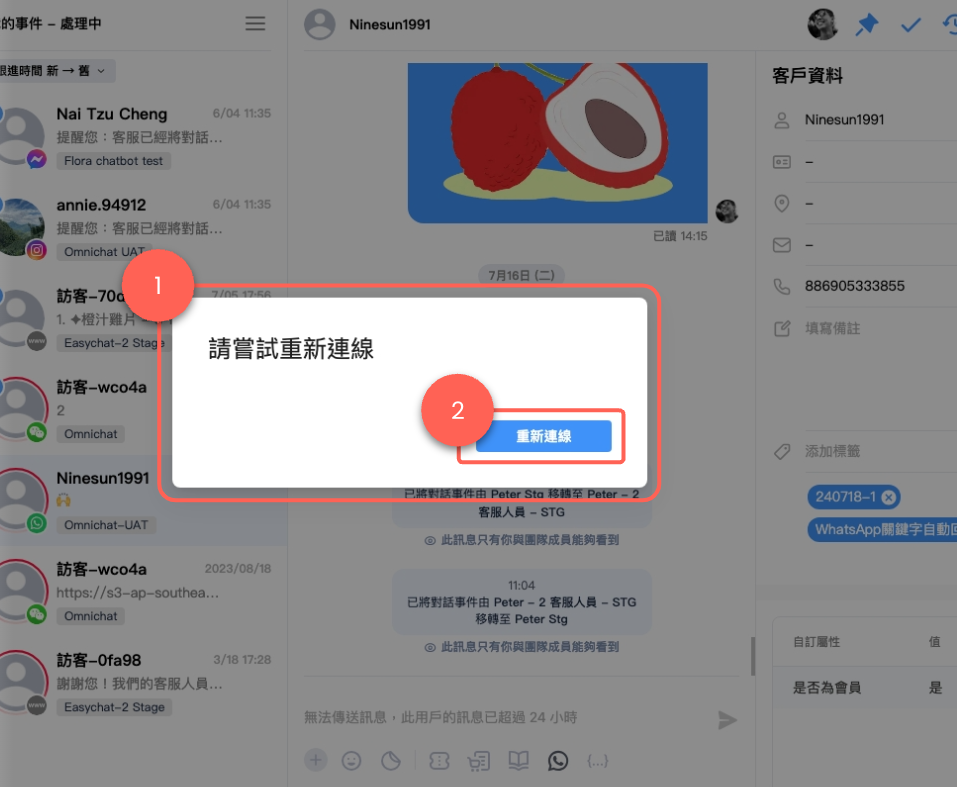 的事件 – 處理中
跟進時間 新 → 舊
Nai Tzu Cheng
6/04 11:35
提醒您：客服已經將對話...
Flora chatbot test
annie.94912
6/04 11:35
提醒您：客服已經將對話...
Omnichat UAT
訪客-70d
7/05 17:56
1. ✦橙汁雞片
Easychat-2 Stage
訪客-wco4a
2
Omnichat
Ninesun1991
🙌
Omnichat-UAT
訪客-wco4a
2023/08/18
https://s3-ap-southea...
Omnichat
訪客-0fa98
3/18 17:28
謝謝您！我們的客服人員...
Easychat-2 Stage
Ninesun1991
已讀 14:15
7月16日 (二)
1
請嘗試重新連線
2
重新連線
已將對話事件由 Peter Stg 移轉至 Peter – 2
客服人員 – STG
此訊息只有你與團隊成員能夠看到
11:04
已將對話事件由 Peter – 2 客服人員 – STG
移轉至 Peter Stg
此訊息只有你與團隊成員能夠看到
無法傳送訊息，此用戶的訊息已超過 24 小時
{...}
客戶資料
Ninesun1991
–
–
–
886905333855
填寫備註
添加標籤
240718-1
WhatsApp關鍵字自動回
自訂屬性
值
是否為會員
是
www
www